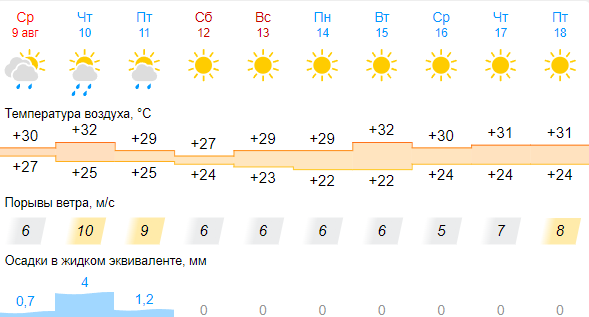 Ср Чт Пт Сб Вс Пн Вт Ср Чт Пт
9 авг 10 11 12 13 14 15 16 17 18
Температура воздуха, °C
+30 +32 +29 +27 +29 +29 +32 +30 +31 +31
+27 +25 +25 +24 +23 +22 +22 +24 +24 +24
Порывы ветра, м/с
6 10 9 6 6 6 6 5 7 8
Осадки в жидком эквиваленте, мм
0,7 4 1,2 0 0 0 0 0 0 0